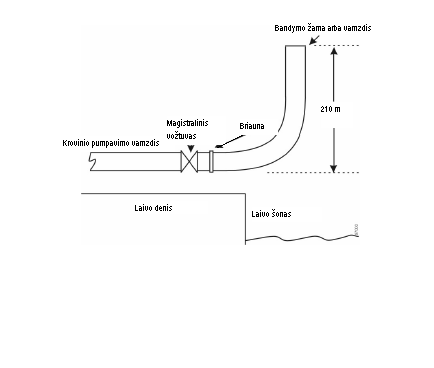 Bandymo žarna arba vamzdis
210 m
Magistralinis
vožtuvas
Briauna
Krovinio pumpavimo vamzdis
Laivo denis
Laivo šonas